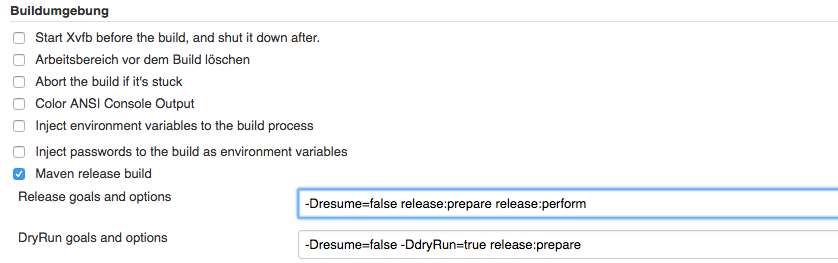 Buildumgebung
Start Xvfb before the build, and shut it down after.
Arbeitsbereich vor dem Build löschen
Abort the build if it's stuck
Color ANSI Console Output
Inject environment variables to the build process
Inject passwords to the build as environment variables
Maven release build
Release goals and options
-Dresume=false release:prepare release:perform
DryRun goals and options
-Dresume=false -DdryRun=true release:prepare